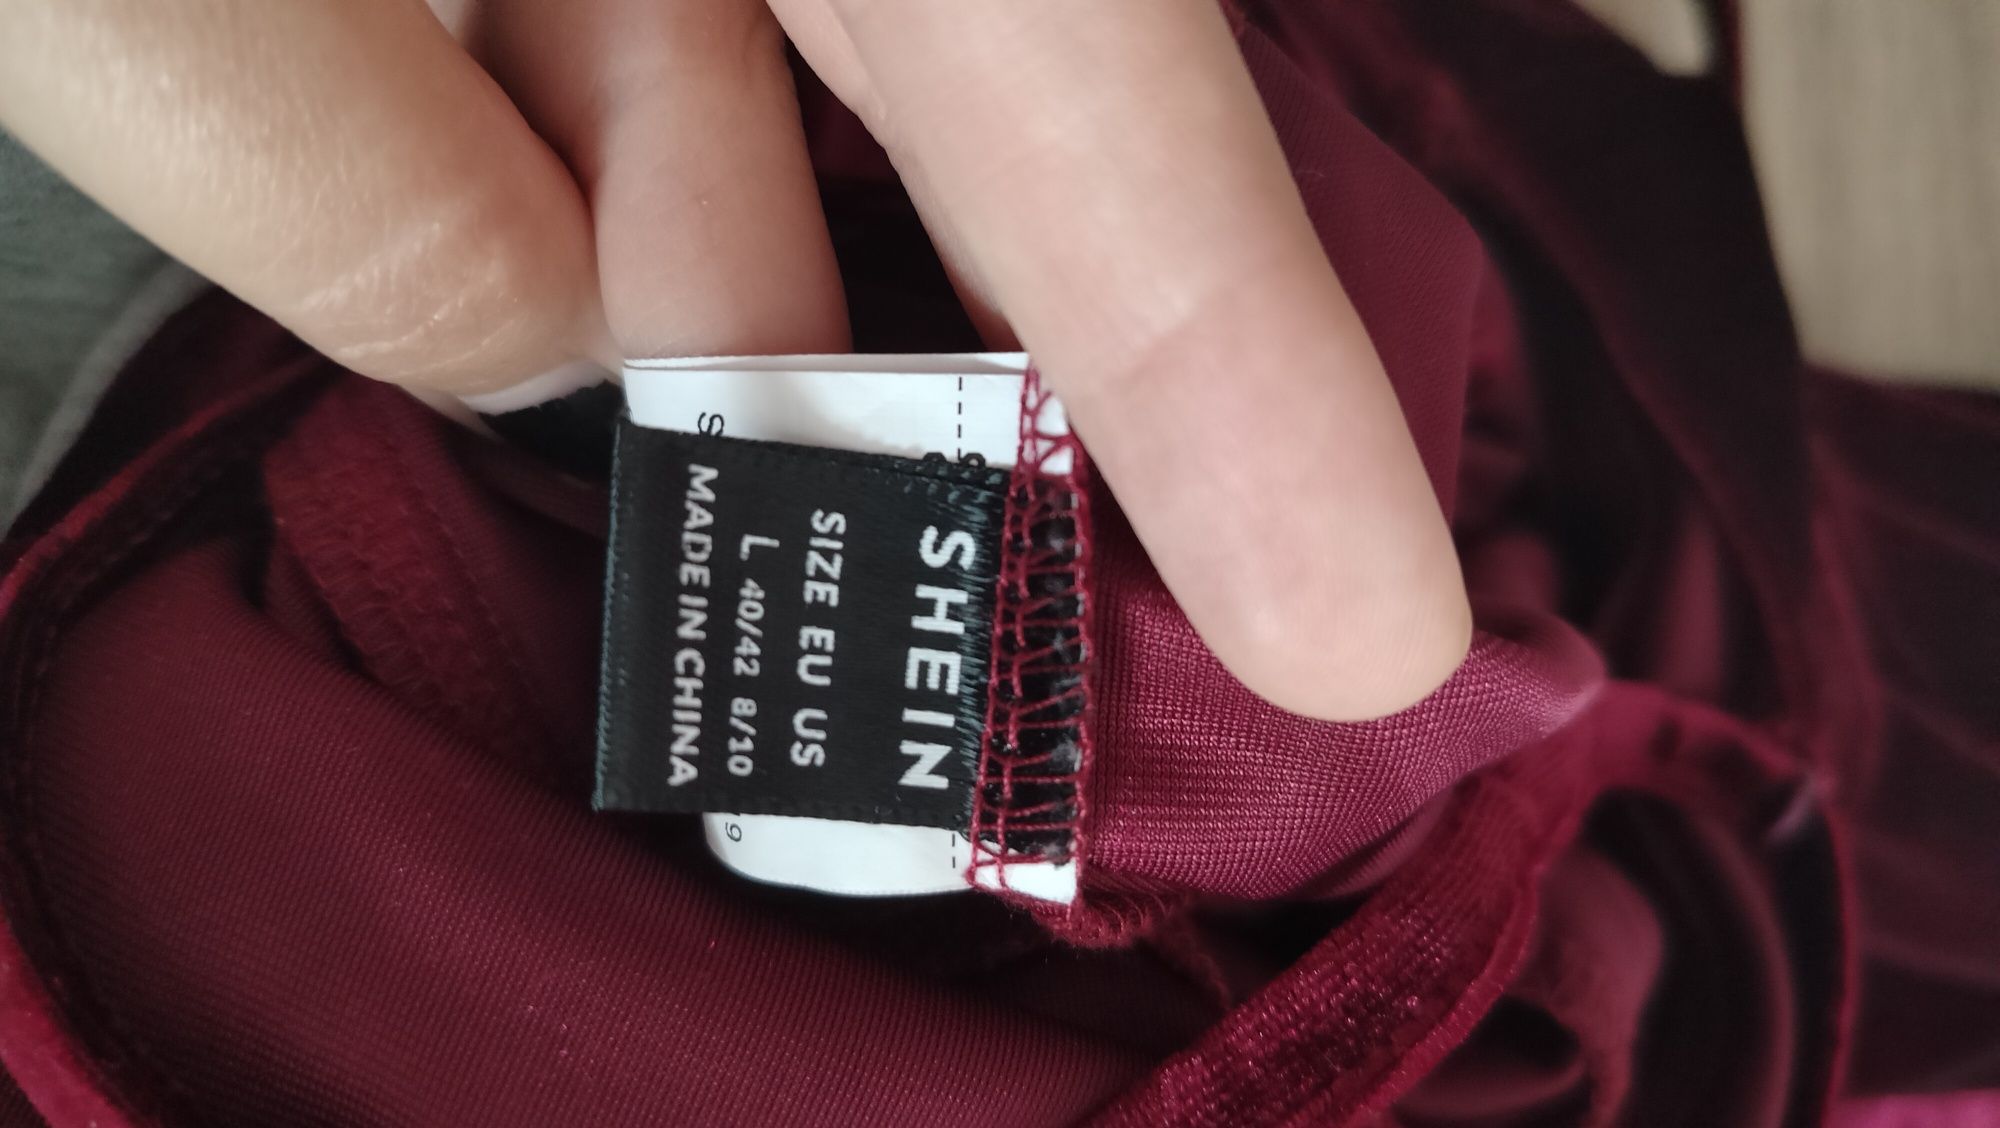 SHEIN
SIZE EU US
L 40/42 8/10
MADE IN CHINA